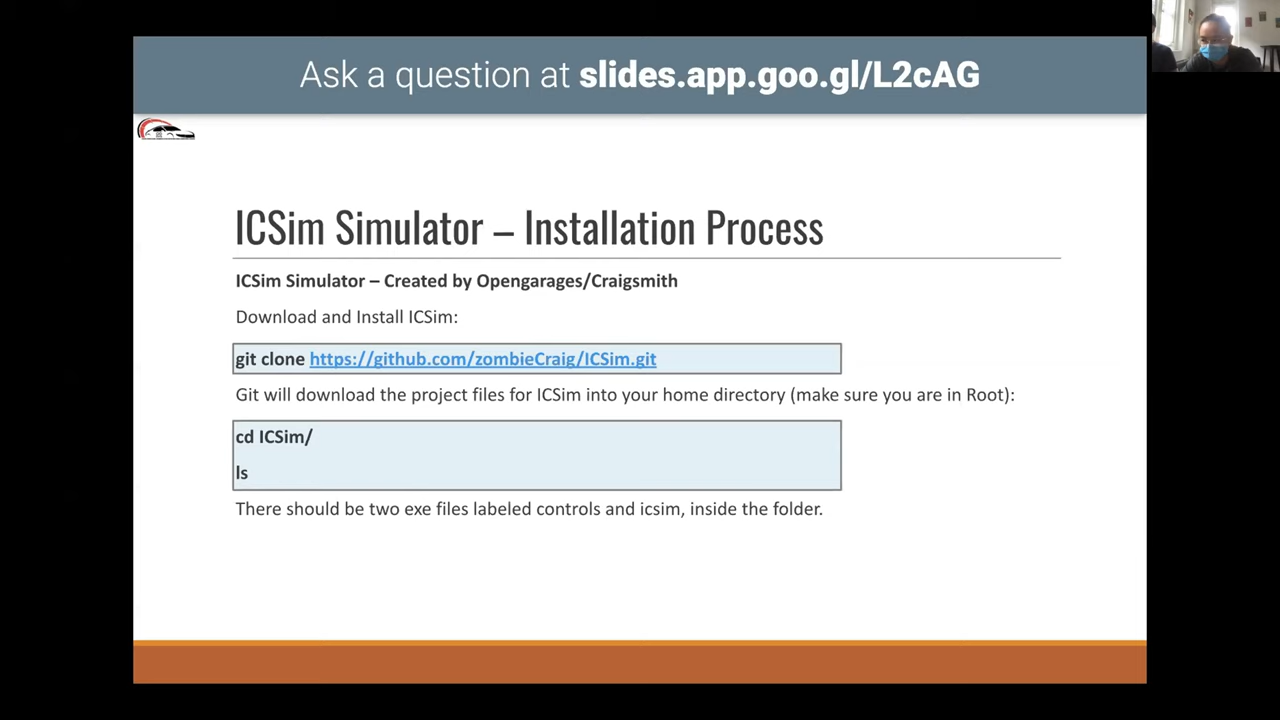 Ask a question at slides.app.goo.gl/L2cAG
ICSim Simulator – Installation Process
ICSim Simulator – Created by Opengarages/Craigsmith
Download and Install ICSim:
git clone https://github.com/zombieCraig/ICSim.git
Git will download the project files for ICSim into your home directory (make sure you are in Root):
cd ICSim/
ls
There should be two exe files labeled controls and icsim, inside the folder.